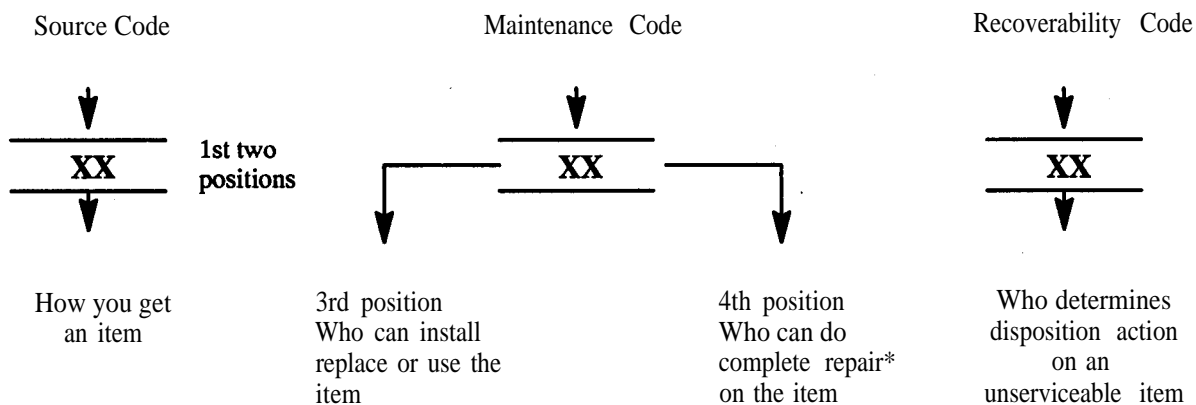 Source Code
Maintenance Code
Recoverability Code
XX
1st two
positions
XX
XX
How you get
an item
3rd position
Who can install
replace or use the
item
4th position
Who can do
complete repair*
on the item
Who determines
disposition action
on an
unserviceable item